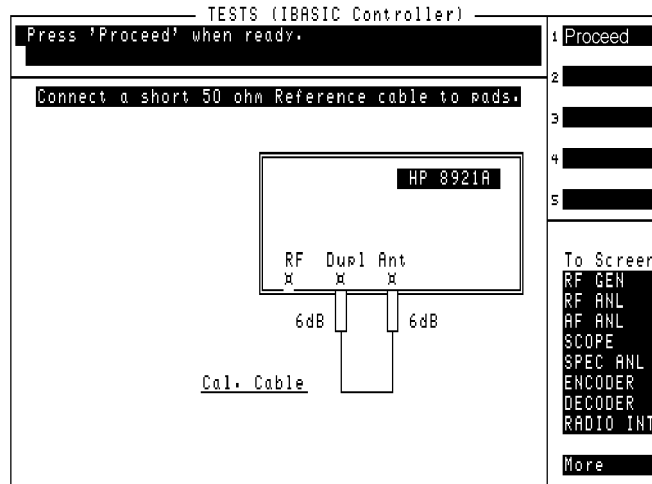 TESTS (IBASIC Controller)
Press 'Proceed' when ready.
Connect a short 50 ohm Reference cable to pads.
HP 8921A
RF Dupl Ant
6dB 6dB
Cal. Cable
1 Proceed
2
3
4
5
To Screen
RF GEN
RF ANL
AF ANL
SCOPE
SPEC ANL
ENCODER
DECODER
RADIO INT
More